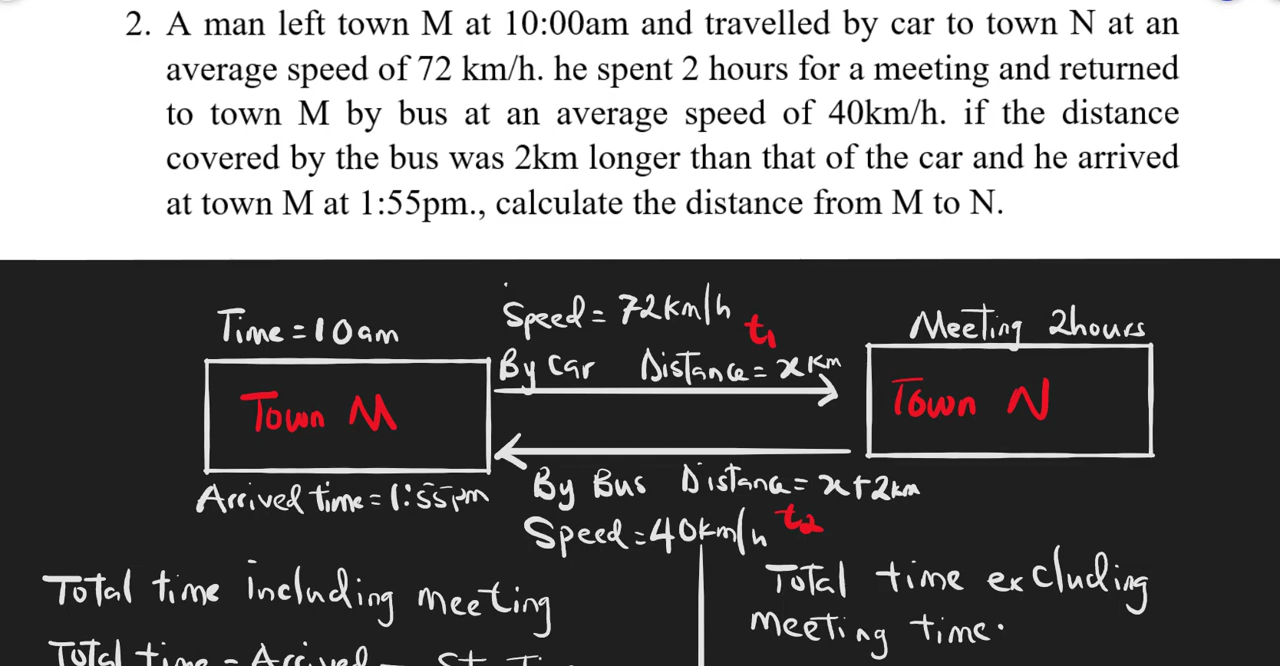 2. A man left town M at 10:00am and travelled by car to town N at an
average speed of 72 km/h. he spent 2 hours for a meeting and returned
to town M by bus at an average speed of 40km/h. if the distance
covered by the bus was 2km longer than that of the car and he arrived
at town M at 1:55pm., calculate the distance from M to N.
Time = 10am
Speed = 72km/h
t₁
Meeting 2hours
By Car Distance = x km
Town M
Town N
Arrived time = 1:55pm
By Bus Distance = x+2km
Speed = 40km/h
t₂
Total time including meeting
Total time excluding
meeting time.
Total time = Arrived -